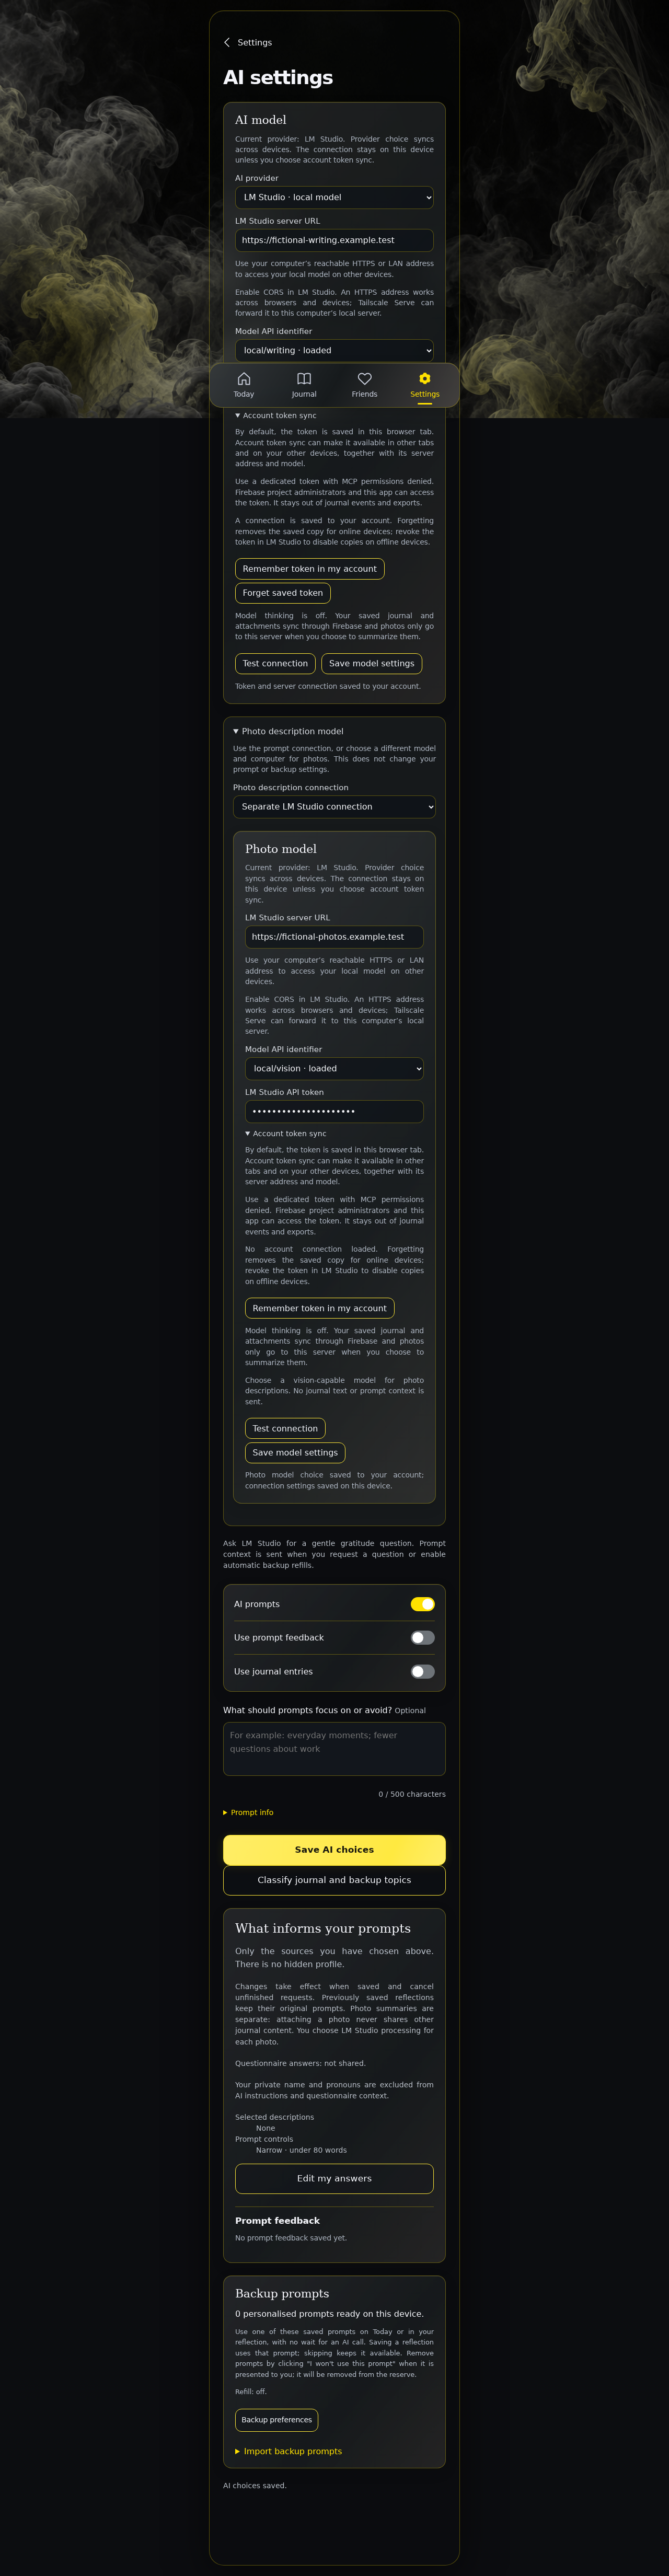 Settings
AI settings
AI model
Current provider: LM Studio. Provider choice syncs
across devices. The connection stays on this device
unless you choose account token sync.
AI provider
LM Studio · local model
LM Studio server URL
https://fictional-writing.example.test
Use your computer's reachable HTTPS or LAN address
to access your local model on other devices.
Enable CORS in LM Studio. An HTTPS address works
across browsers and devices; Tailscale Serve can
forward it to this computer's local server.
Model API identifier
local/writing · loaded
Today
Journal
Friends
Settings
▼ Account token sync
By default, the token is saved in this browser tab.
Account token sync can make it available in other tabs
and on your other devices, together with its server
address and model.
Use a dedicated token with MCP permissions denied.
Firebase project administrators and this app can access
the token. It stays out of journal events and exports.
A connection is saved to your account. Forgetting
removes the saved copy for online devices; revoke the
token in LM Studio to disable copies on offline devices.
Remember token in my account
Forget saved token
Model thinking is off. Your saved journal and
attachments sync through Firebase and photos only go
to this server when you choose to summarize them.
Test connection
Save model settings
Token and server connection saved to your account.
▼ Photo description model
Use the prompt connection, or choose a different model
and computer for photos. This does not change your
prompt or backup settings.
Photo description connection
Separate LM Studio connection
Photo model
Current provider: LM Studio. Provider choice
syncs across devices. The connection stays on
this device unless you choose account token
sync.
LM Studio server URL
https://fictional-photos.example.test
Use your computer's reachable HTTPS or LAN
address to access your local model on other
devices.
Enable CORS in LM Studio. An HTTPS address
works across browsers and devices; Tailscale
Serve can forward it to this computer's local
server.
Model API identifier
local/vision · loaded
LM Studio API token
•••••••••••••••••••••
▼ Account token sync
By default, the token is saved in this browser tab.
Account token sync can make it available in other
tabs and on your other devices, together with its
server address and model.
Use a dedicated token with MCP permissions
denied. Firebase project administrators and this
app can access the token. It stays out of journal
events and exports.
No account connection loaded. Forgetting
removes the saved copy for online devices;
revoke the token in LM Studio to disable copies
on offline devices.
Remember token in my account
Model thinking is off. Your saved journal and
attachments sync through Firebase and photos
only go to this server when you choose to
summarize them.
Choose a vision-capable model for photo
descriptions. No journal text or prompt context is
sent.
Test connection
Save model settings
Photo model choice saved to your account;
connection settings saved on this device.
Ask LM Studio for a gentle gratitude question. Prompt
context is sent when you request a question or enable
automatic backup refills.
AI prompts
Use prompt feedback
Use journal entries
What should prompts focus on or avoid? Optional
For example: everyday moments; fewer
questions about work
0 / 500 characters
▶ Prompt info
Save AI choices
Classify journal and backup topics
What informs your prompts
Only the sources you have chosen above.
There is no hidden profile.
Changes take effect when saved and cancel
unfinished requests. Previously saved reflections
keep their original prompts. Photo summaries are
separate: attaching a photo never shares other
journal content. You choose LM Studio processing for
each photo.
Questionnaire answers: not shared.
Your private name and pronouns are excluded from
AI instructions and questionnaire context.
Selected descriptions
None
Prompt controls
Narrow · under 80 words
Edit my answers
Prompt feedback
No prompt feedback saved yet.
Backup prompts
0 personalised prompts ready on this device.
Use one of these saved prompts on Today or in your
reflection, with no wait for an AI call. Saving a reflection
uses that prompt; skipping keeps it available. Remove
prompts by clicking "I won't use this prompt" when it is
presented to you; it will be removed from the reserve.
Refill: off.
Backup preferences
▶ Import backup prompts
AI choices saved.